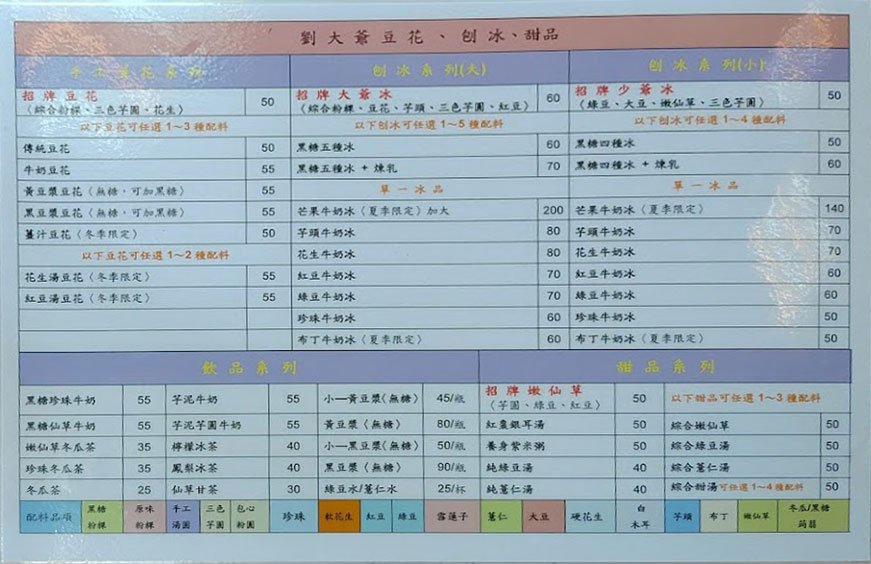 劉大爺豆花、刨冰、甜品
手工豆花系列
招牌豆花 50
（綜合粉粿、三色芋圓、花生）
以下豆花可任選 1～3 種配料
傳統豆花 50
牛奶豆花 55
黃豆漿豆花（無糖，可加黑糖） 55
黑豆漿豆花（無糖，可加黑糖） 55
薑汁豆花（冬季限定） 50
以下豆花可任選 1～2 種配料
花生湯豆花（冬季限定） 55
紅豆湯豆花（冬季限定） 55
刨冰系列(大)
招牌大爺冰 60
（綜合粉粿、豆花、芋頭、三色芋圓、紅豆）
以下刨冰可任選 1～5 種配料
黑糖五種冰 60
黑糖五種冰 + 煉乳 70
單一冰品
芒果牛奶冰（夏季限定）加大 200
芋頭牛奶冰 80
花生牛奶冰 80
紅豆牛奶冰 70
綠豆牛奶冰 70
珍珠牛奶冰 60
布丁牛奶冰（夏季限定） 60
刨冰系列(小)
招牌少爺冰 50
（綠豆、大豆、嫩仙草、三色芋圓）
以下刨冰可任選 1～4 種配料
黑糖四種冰 50
黑糖四種冰 + 煉乳 60
單一冰品
芒果牛奶冰（夏季限定） 140
芋頭牛奶冰 70
花生牛奶冰 70
紅豆牛奶冰 60
綠豆牛奶冰 60
珍珠牛奶冰 50
布丁牛奶冰（夏季限定） 50
飲品系列
黑糖珍珠牛奶 55 芋泥牛奶 55 小—黃豆漿（無糖） 45/瓶
黑糖仙草牛奶 55 芋泥芋圓牛奶 55 黃豆漿（無糖） 80/瓶
嫩仙草冬瓜茶 35 檸檬冰茶 40 小—黑豆漿（無糖） 50/瓶
珍珠冬瓜茶 35 鳳梨冰茶 40 黑豆漿（無糖） 90/瓶
冬瓜茶 25 仙草甘茶 30 綠豆水/薏仁水 25/杯
甜品系列
招牌嫩仙草 50 以下甜品可任選 1～3 種配料
（芋圓、綠豆、紅豆）
紅棗銀耳湯 50 綜合嫩仙草 50
養身紫米粥 50 綜合綠豆湯 50
純綠豆湯 40 綜合薏仁湯 50
純薏湯 40 綜合甜湯可任選 1～4 種配料 50
配料品項 黑糖粉粿 原味粉粿 手工湯圓 三色芋圓 包心粉圓 珍珠 軟花生 紅豆 綠豆 雪蓮子 薏仁 大豆 硬花生 白木耳 芋頭 布丁 嫩仙草 冬瓜/黑糖蒟蒻